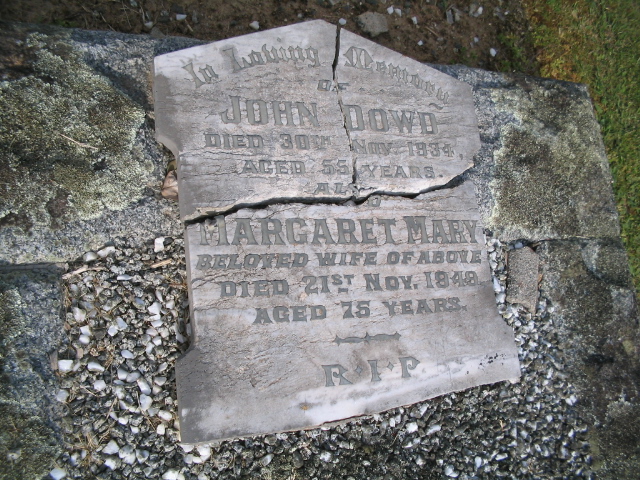 In Loving Memory
OF
JOHN DOWD
DIED 30TH NOV. 1934.
AGED 55 YEARS.
ALSO
MARGARET MARY
BELOVED WIFE OF ABOVE
DIED 21ST NOV. 1949
AGED 75 YEARS.
R·I·P